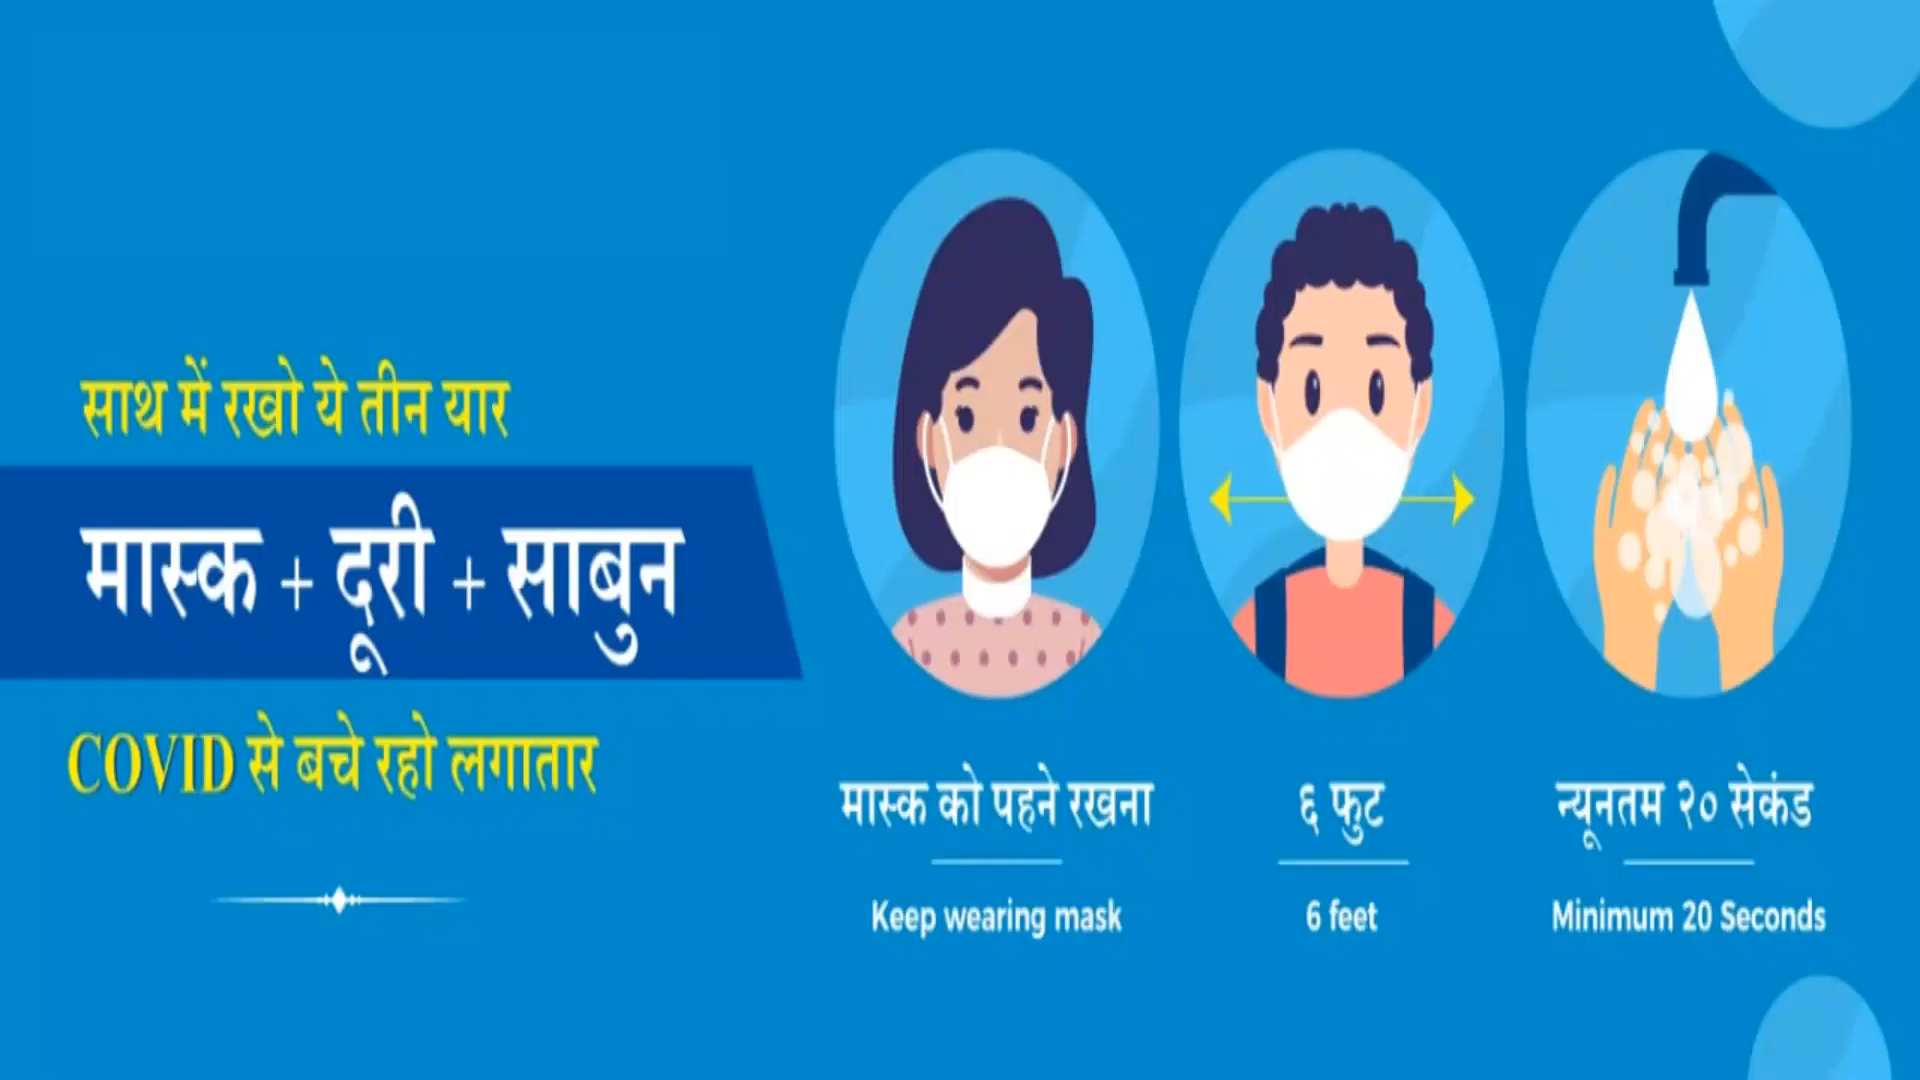 साथ में रखो ये तीन यार
मास्क + दूरी + साबुन
COVID से बचे रहो लगातार
मास्क को पहने रखना
Keep wearing mask
६ फुट
6 feet
न्यूनतम २० सेकंड
Minimum 20 Seconds